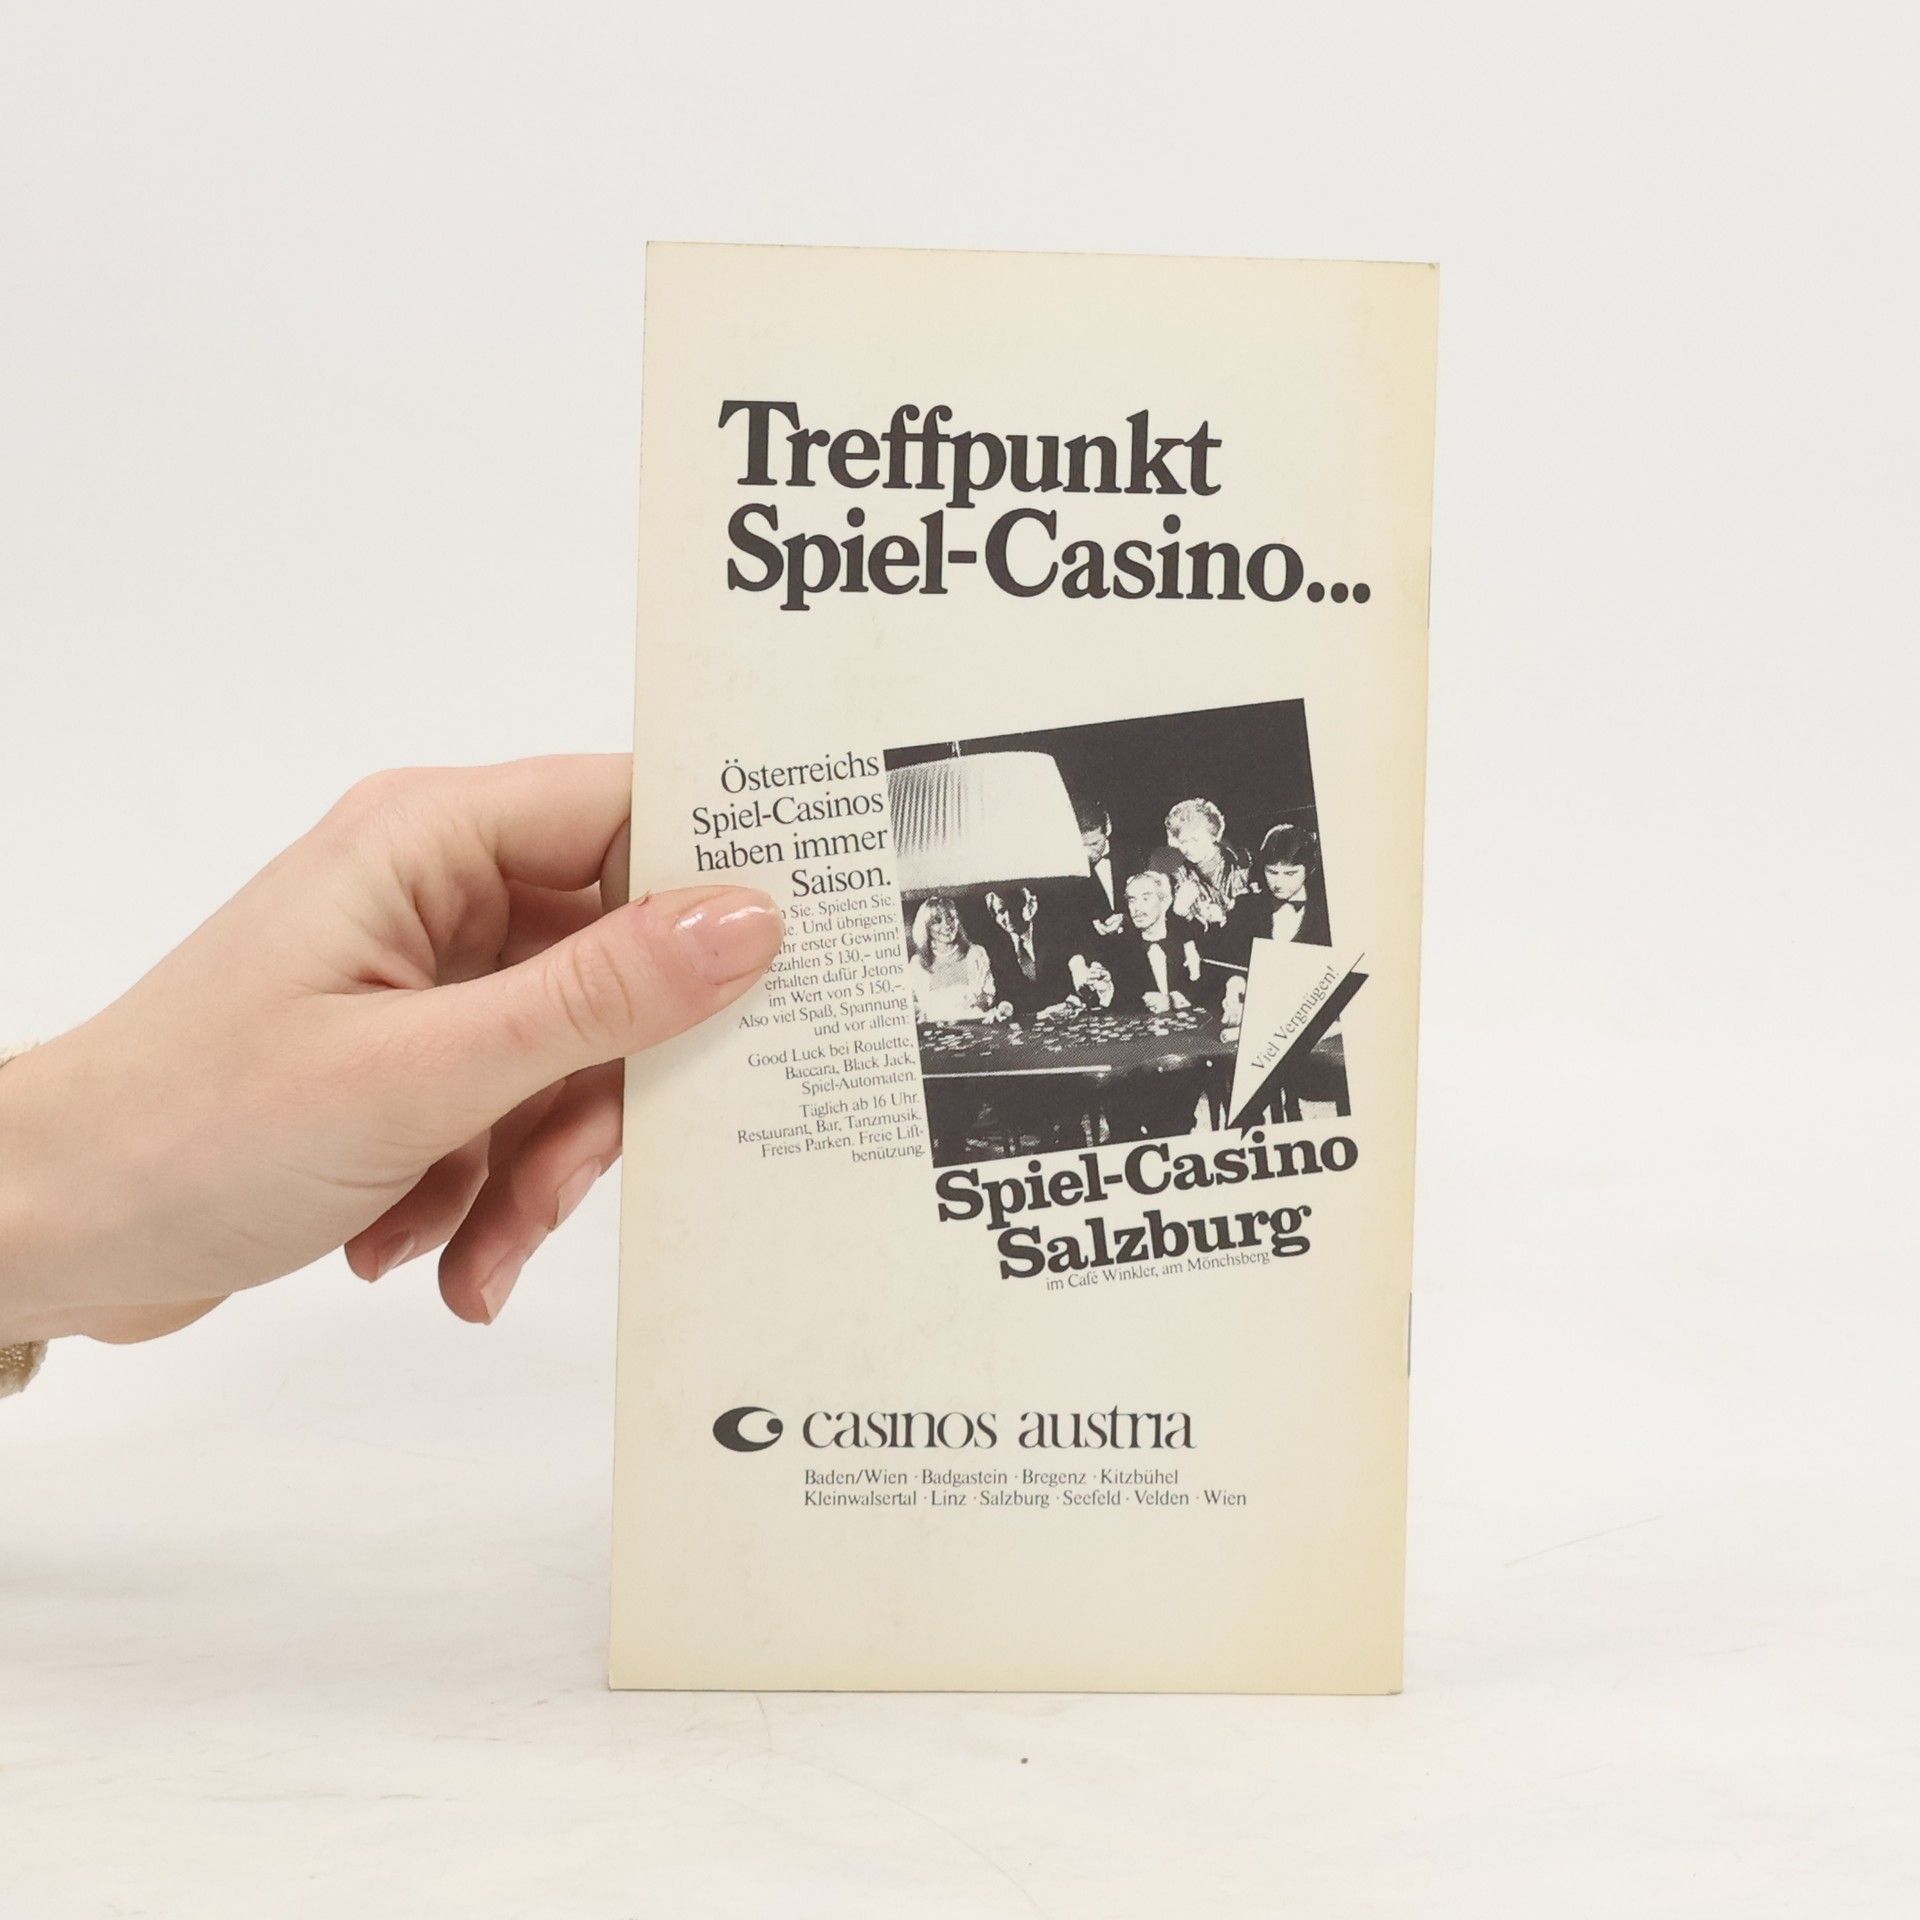 Treffpunkt
Spiel-Casino...
Österreichs
Spiel-Casinos
haben immer
Saison.
Sie. Spielen Sie.
Und übrigens:
erster Gewinn!
S 130,- und
erhalten dafür Jetons
im Wert von S 150,-.
Also viel Spaß, Spannung
und vor allem:
Good Luck bei Roulette,
Baccara, Black Jack,
Spiel-Automaten.
Täglich ab 16 Uhr.
Restaurant, Bar, Tanzmusik.
Freies Parken. Freie Lift-
benützung.
Viel Vergnügen!
Spiel-Casino
Salzburg
im Café Winkler, am Mönchsberg
casinos austria
Baden/Wien · Badgastein · Bregenz · Kitzbühel
Kleinwalsertal · Linz · Salzburg · Seefeld · Velden · Wien